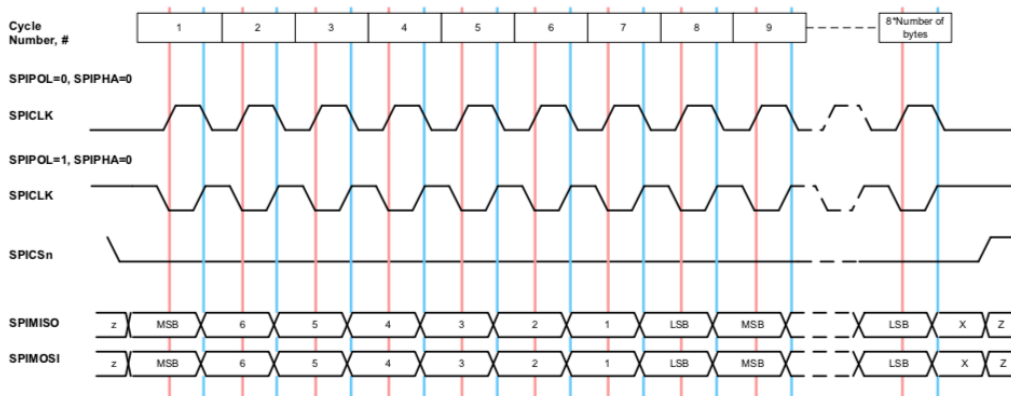 Cycle
Number, #
1 2 3 4 5 6 7 8 9 8*Number of
bytes
SPIPOL=0, SPIPHA=0
SPICLK
SPIPOL=1, SPIPHA=0
SPICLK
SPICSn
SPIMISO z MSB 6 5 4 3 2 1 LSB MSB LSB X Z
SPIMOSI z MSB 6 5 4 3 2 1 LSB MSB LSB X Z